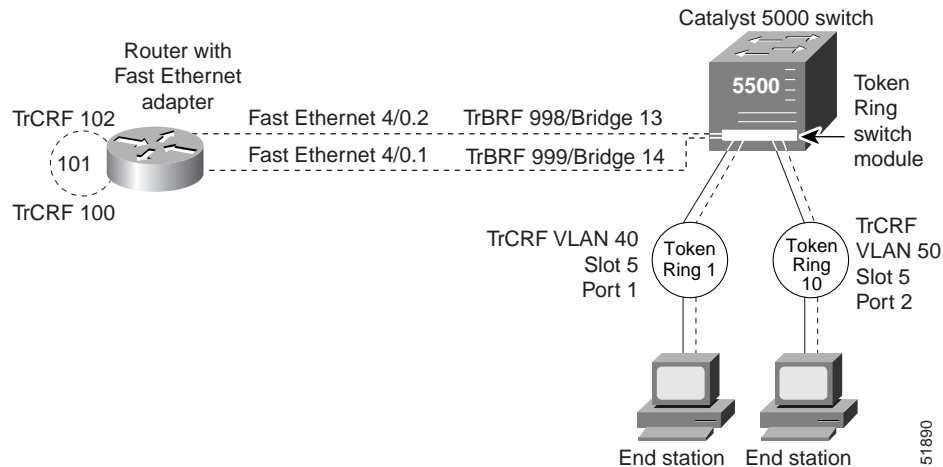 Catalyst 5000 switch
Router with
Fast Ethernet
adapter
5500
Token
Ring
switch
module
TrCRF 102
Fast Ethernet 4/0.2
TrBRF 998/Bridge 13
101
Fast Ethernet 4/0.1
TrBRF 999/Bridge 14
TrCRF 100
TrCRF VLAN 40
Slot 5
Port 1
Token
Ring 1
Token
Ring
10
TrCRF
VLAN 50
Slot 5
Port 2
End station
End station
51890